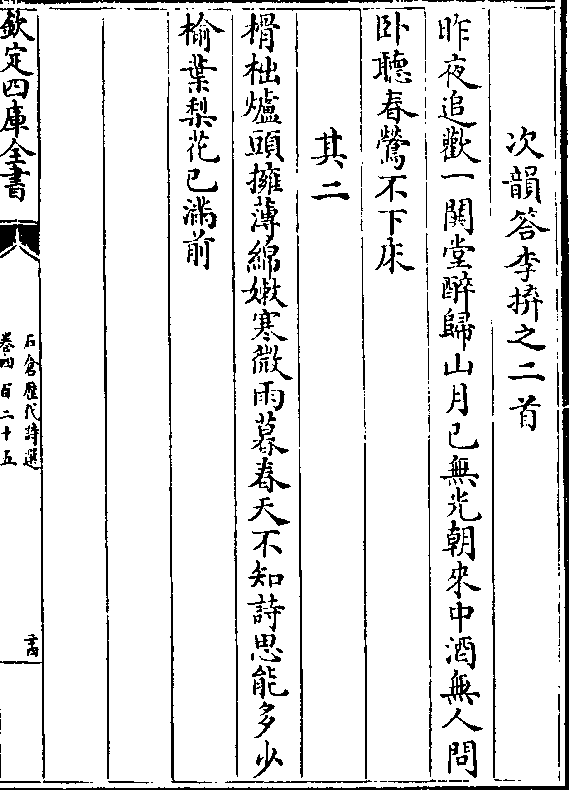 次韻答李揜之二首
昨夜追歡一闋堂醉歸山月已無光朝來中酒無人問
卧聽春鶯不下床
其二
榾柮爐頭擁薄綿嫩寒微雨暮春天不知詩思能多少
榆葉梨花已滿前
欽定四庫全書
石倉歴代詩選
卷四百二十五